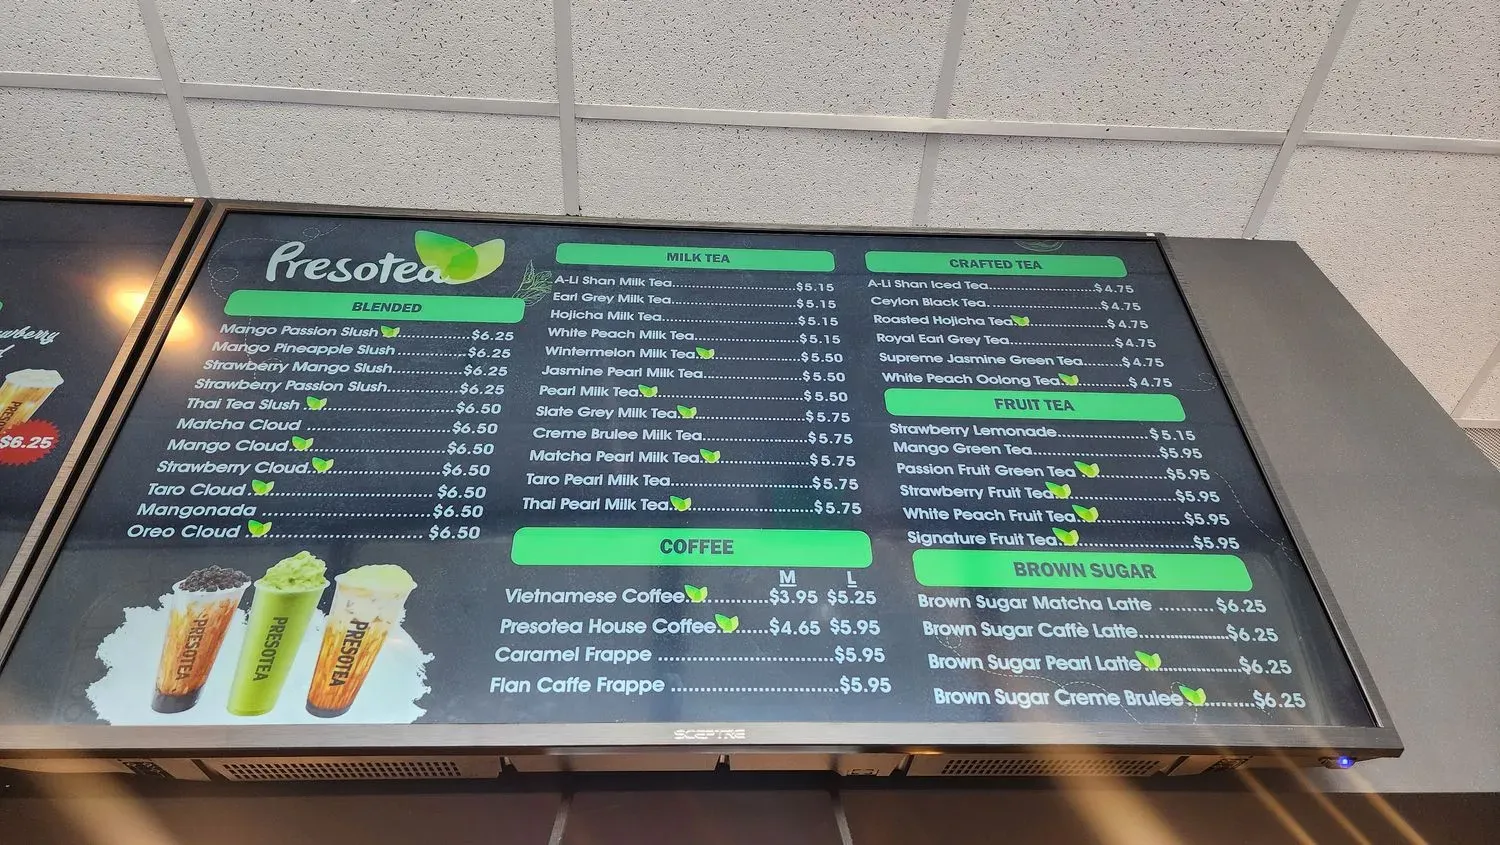 Presotea
BLENDED
Mango Passion Slush $6.25
Mango Pineapple Slush $6.25
Strawberry Mango Slush $6.25
Strawberry Passion Slush $6.25
Thai Tea Slush $6.50
Matcha Cloud $6.50
Mango Cloud $6.50
Strawberry Cloud $6.50
Taro Cloud $6.50
Mangonada $6.50
Oreo Cloud $6.50
PRESOTEA
PRESOTEA
PRESOTEA
MILK TEA
A-Li Shan Milk Tea $5.15
Earl Grey Milk Tea $5.15
Hojicha Milk Tea $5.15
White Peach Milk Tea $5.15
Wintermelon Milk Tea $5.50
Jasmine Pearl Milk Tea $5.50
Pearl Milk Tea $5.50
Slate Grey Milk Tea $5.75
Creme Brulee Milk Tea $5.75
Matcha Pearl Milk Tea $5.75
Taro Pearl Milk Tea $5.75
Thai Pearl Milk Tea $5.75
COFFEE
M L
Vietnamese Coffee $3.95 $5.25
Presotea House Coffee $4.65 $5.95
Caramel Frappe $5.95
Flan Caffe Frappe $5.95
CRAFTED TEA
A-Li Shan Iced Tea $4.75
Ceylon Black Tea $4.75
Roasted Hojicha Tea $4.75
Royal Earl Grey Tea $4.75
Supreme Jasmine Green Tea $4.75
White Peach Oolong Tea $4.75
FRUIT TEA
Strawberry Lemonade $5.15
Mango Green Tea $5.95
Passion Fruit Green Tea $5.95
Strawberry Fruit Tea $5.95
White Peach Fruit Tea $5.95
Signature Fruit Tea $5.95
BROWN SUGAR
Brown Sugar Matcha Latte $6.25
Brown Sugar Caffè Latte $6.25
Brown Sugar Pearl Latte $6.25
Brown Sugar Creme Brulee $6.25
SCEPTRE
$6.25